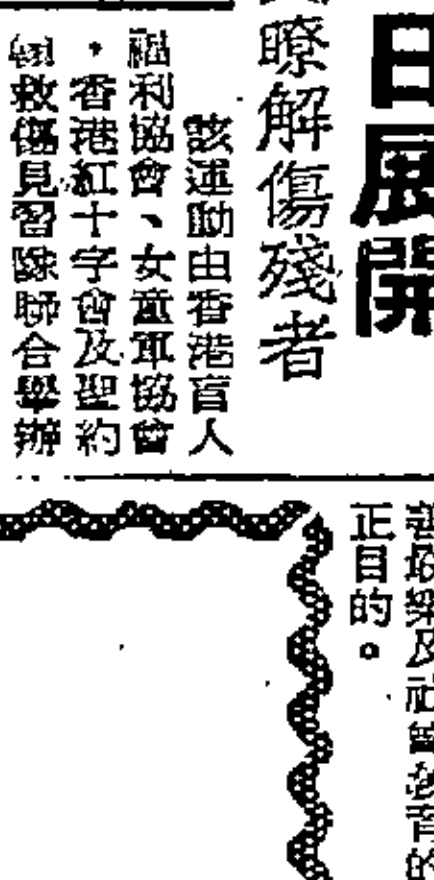 日展開
瞭解傷殘者
該運動由香港盲人
福利協會、女童軍協會
，香港紅十字會及聖約
翰救傷見習隊聯合舉辦
正目的。